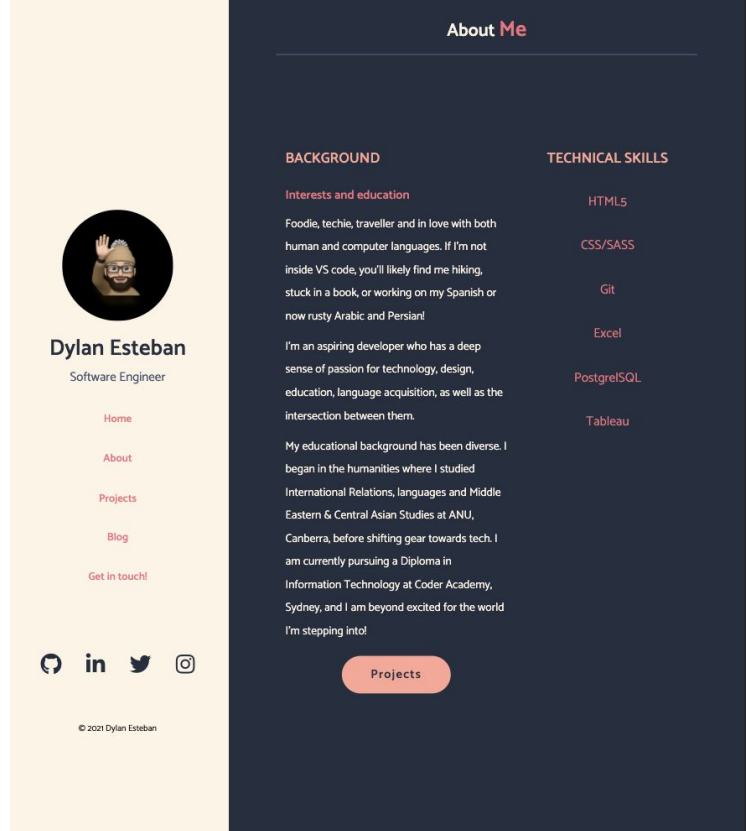 About Me
Dylan Esteban
Software Engineer
Home
About
Projects
Blog
Get in touch!
© 2021 Dylan Esteban
BACKGROUND
Interests and education
Foodie, techie, traveller and in love with both
human and computer languages. If I'm not
inside VS code, you'll likely find me hiking,
stuck in a book, or working on my Spanish or
now rusty Arabic and Persian!
I'm an aspiring developer who has a deep
sense of passion for technology, design,
education, language acquisition, as well as the
intersection between them.
My educational background has been diverse. I
began in the humanities where I studied
International Relations, languages and Middle
Eastern & Central Asian Studies at ANU,
Canberra, before shifting gear towards tech. I
am currently pursuing a Diploma in
Information Technology at Coder Academy,
Sydney, and I am beyond excited for the world
I'm stepping into!
Projects
TECHNICAL SKILLS
HTML5
CSS/SASS
Git
Excel
PostgrelSQL
Tableau